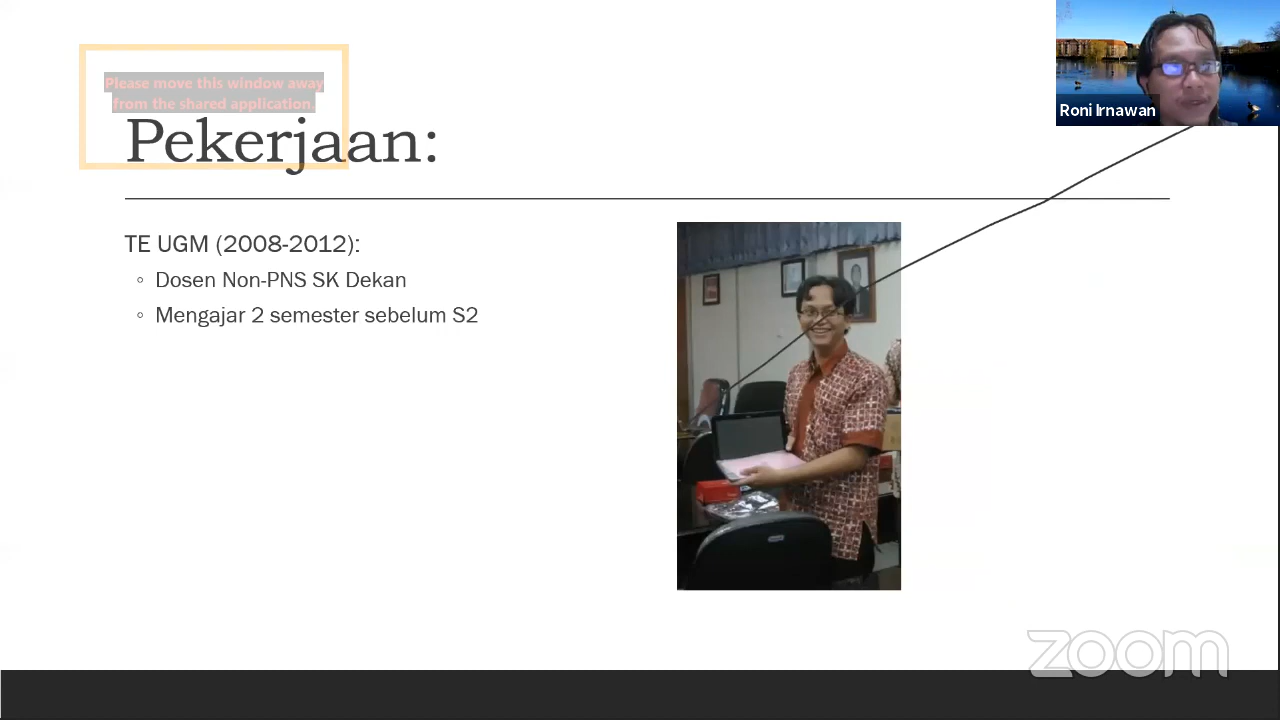 Please move this window away
from the shared application.
Roni Irnawan
Pekerjaan:
TE UGM (2008-2012):
◦ Dosen Non-PNS SK Dekan
◦ Mengajar 2 semester sebelum S2
zoom